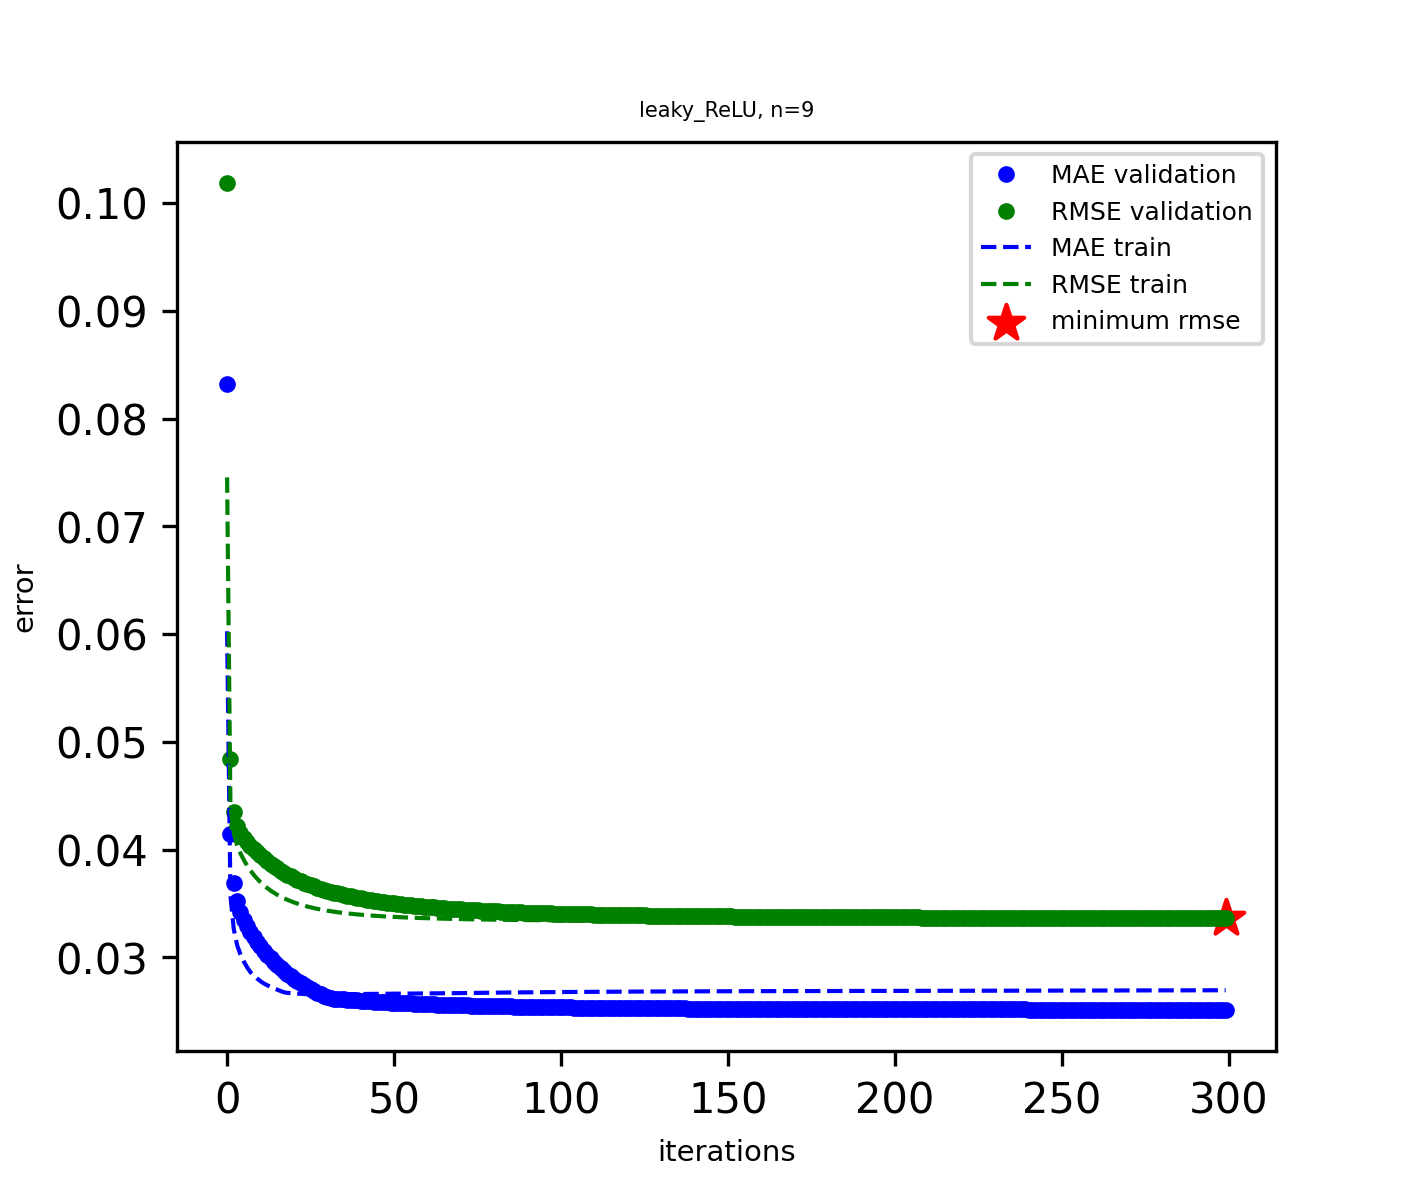 leaky_ReLU, n=9
MAE validation
RMSE validation
MAE train
RMSE train
minimum rmse
0.10
0.09
0.08
0.07
0.06
0.05
0.04
0.03
error
0 50 100 150 200 250 300
iterations